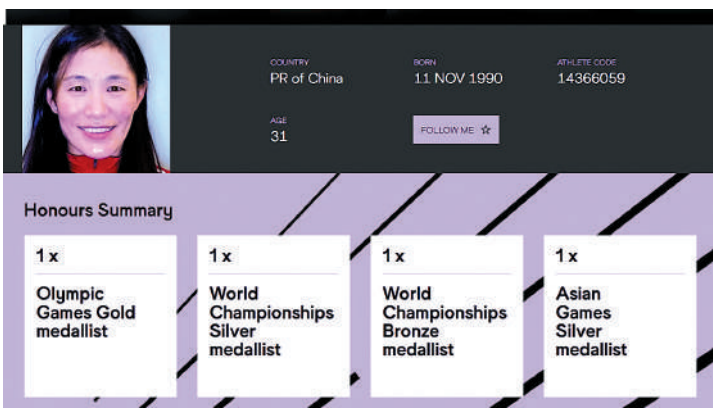 COUNTRY
PR of China
BORN
11 NOV 1990
ATHLETE CODE
14366059
AGE
31
FOLLOW ME
Honours Summary
1 x
Olympic
Games Gold
medallist
1 x
World
Championships
Silver
medallist
1 x
World
Championships
Bronze
medallist
1 x
Asian
Games
Silver
medallist